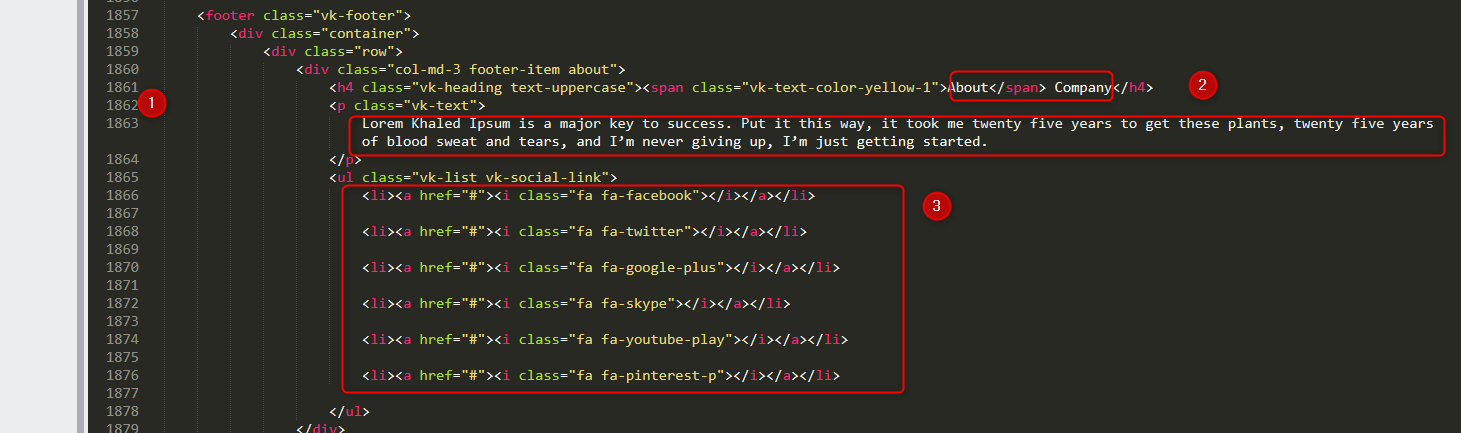 1857 <footer class="vk-footer">
1858 <div class="container">
1859 <div class="row">
1860 <div class="col-md-3 footer-item about">
1861 <h4 class="vk-heading text-uppercase"><span class="vk-text-color-yellow-1">About</span> Company</h4> 2
1 1862 <p class="vk-text">
1863 Lorem Khaled Ipsum is a major key to success. Put it this way, it took me twenty five years to get these plants, twenty five years
of blood sweat and tears, and I’m never giving up, I’m just getting started.
1864 </p>
1865 <ul class="vk-list vk-social-link">
1866 <li><a href="#"><i class="fa fa-facebook"></i></a></li>
1867 3
1868 <li><a href="#"><i class="fa fa-twitter"></i></a></li>
1869
1870 <li><a href="#"><i class="fa fa-google-plus"></i></a></li>
1871
1872 <li><a href="#"><i class="fa fa-skype"></i></a></li>
1873
1874 <li><a href="#"><i class="fa fa-youtube-play"></i></a></li>
1875
1876 <li><a href="#"><i class="fa fa-pinterest-p"></i></a></li>
1877
1878 </ul>
1879 </div>